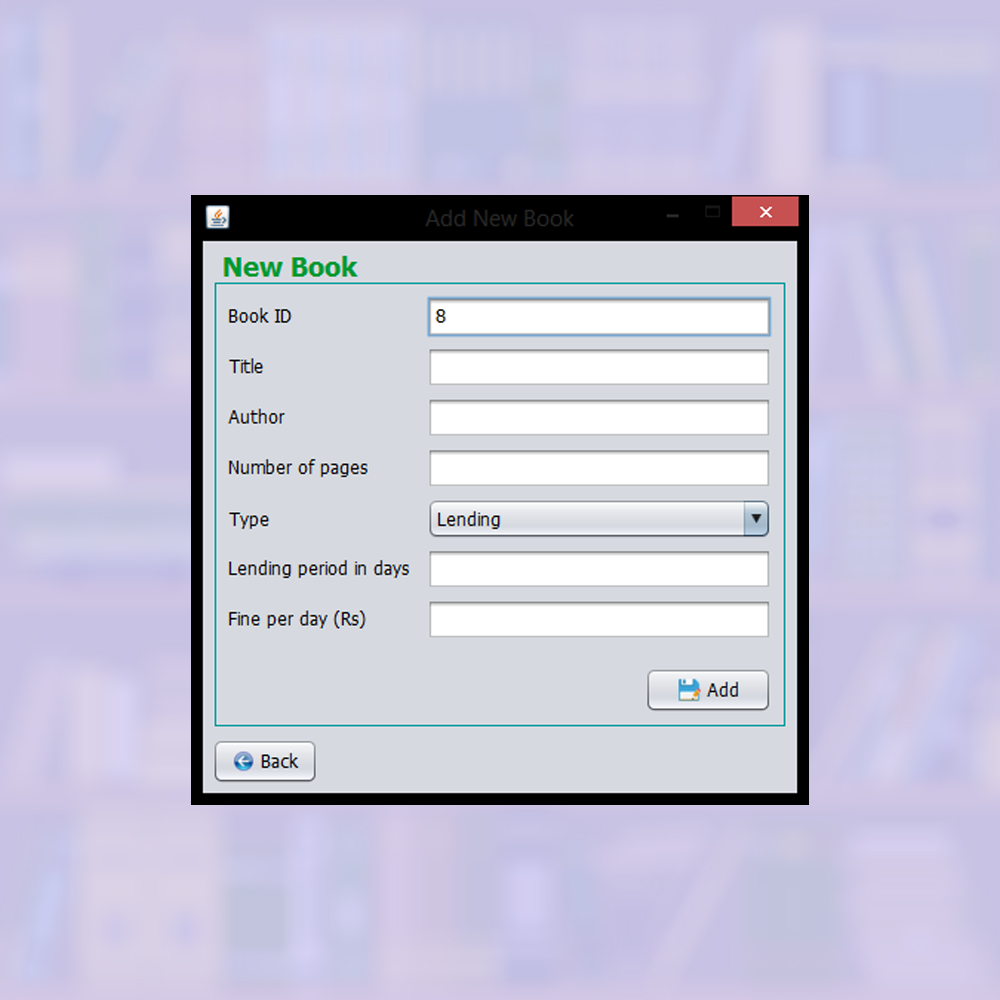 Add New Book
New Book
Book ID 8
Title
Author
Number of pages
Type Lending
Lending period in days
Fine per day (Rs)
Add
Back